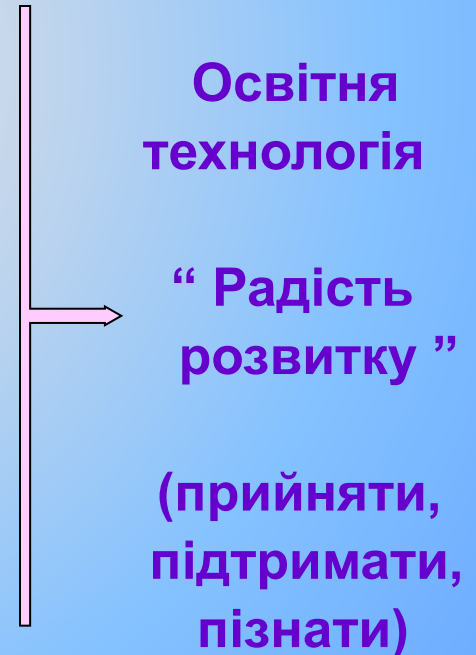 Освітня
технологія
“ Радість
розвитку ”
(прийняти,
підтримати,
пізнати)